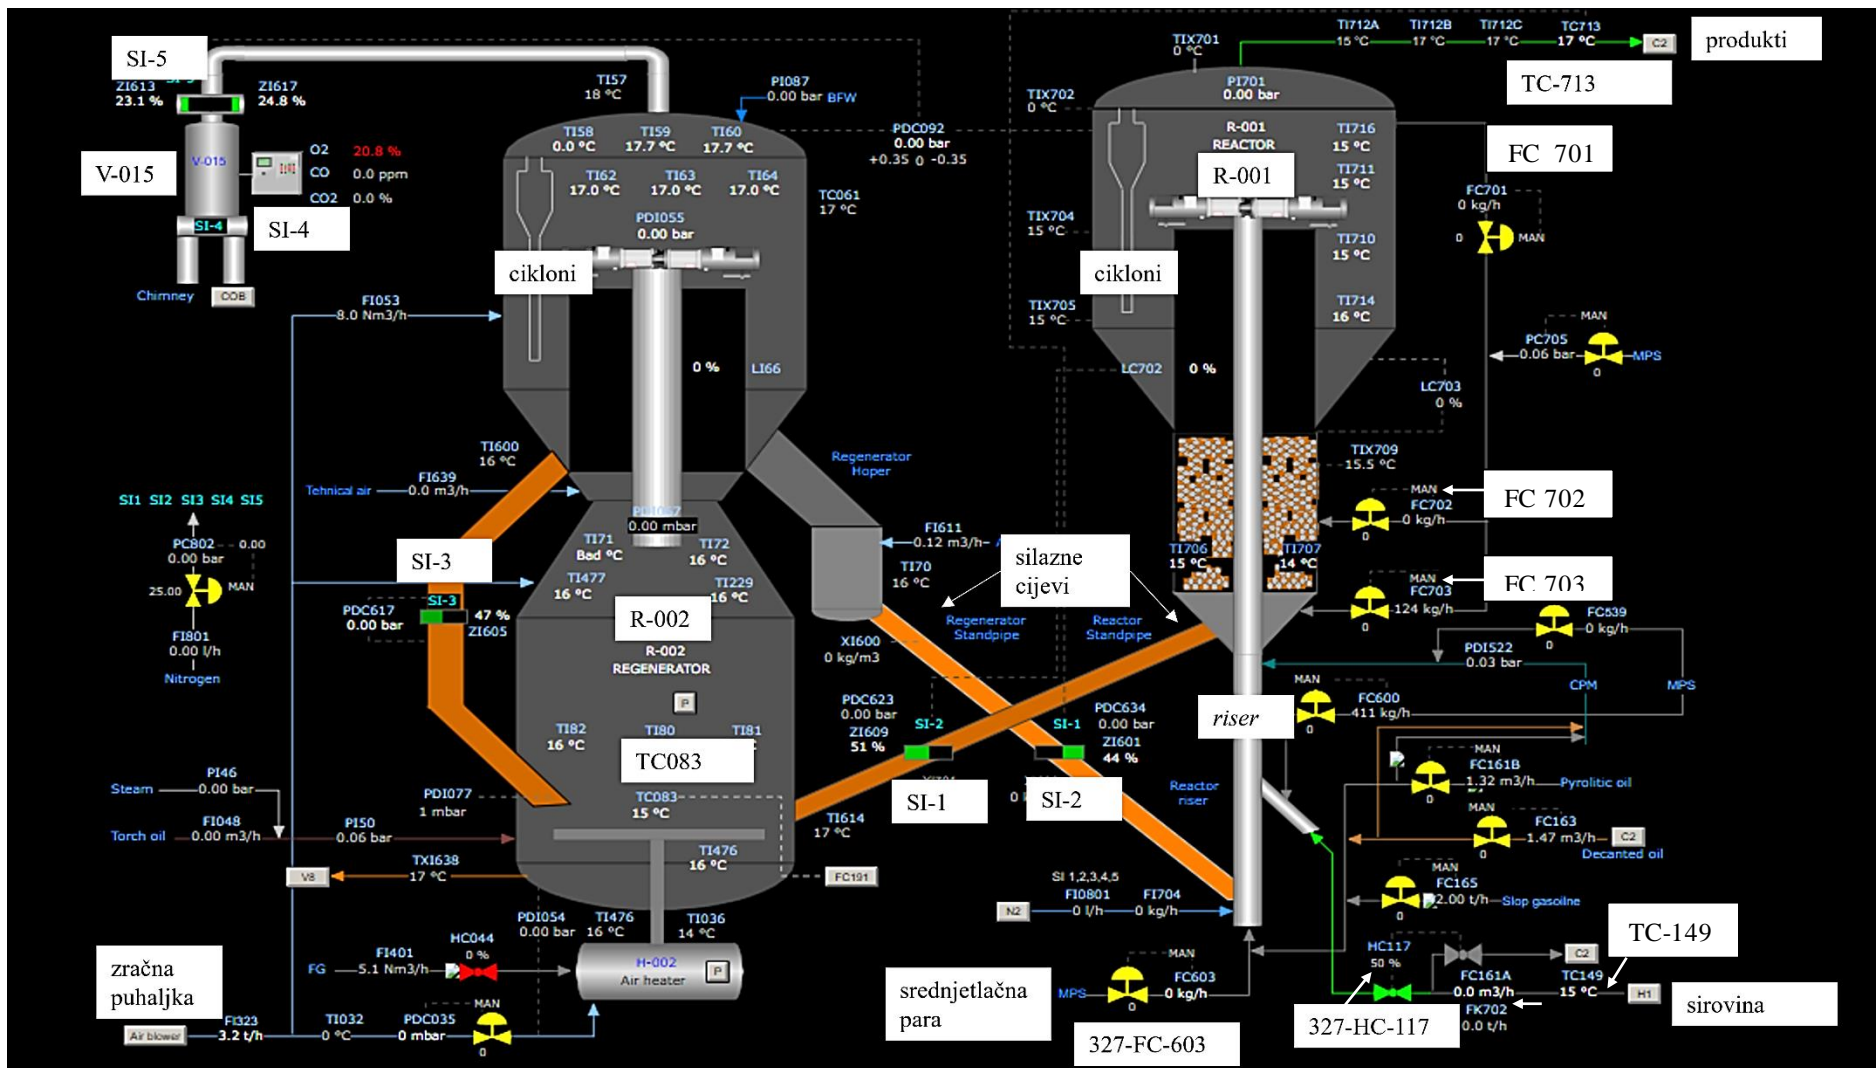 SI-5
ZI613
23.1 %
ZI617
24.8 %
V-015
V-015
O2 20.8 %
CO 0.0 ppm
CO2 0.0 %
SI-4
SI-4
Chimney
COB
TI57
18 °C
PI087
0.00 bar
BFW
TI58
0.0 °C
TI59
17.7 °C
TI60
17.7 °C
TI62
17.0 °C
TI63
17.0 °C
TI64
17.0 °C
PDI055
0.00 bar
TC061
17 °C
cikloni
FI053
8.0 Nm3/h
0 %
LI66
PDC092
0.00 bar
+0.35 0 -0.35
TIX701
0 °C
TI712A
15 °C
TI712B
17 °C
TI712C
17 °C
TC713
17 °C
C2
produkti
TC-713
PI701
0.00 bar
TIX702
0 °C
R-001
REACTOR
R-001
TI716
15 °C
TI711
15 °C
TIX704
15 °C
TI710
15 °C
cikloni
TIX705
15 °C
TI714
16 °C
LC702
0 %
FC 701
FC701
0 kg/h
0
MAN
MAN
PC705
0.06 bar
0
MPS
LC703
0 %
TIX709
15.5 °C
MAN
FC702
0 kg/h
0
FC 702
TI706
15 °C
TI707
14 °C
MAN
FC703
124 kg/h
0
FC 703
FC639
0 kg/h
0
PDI522
0.03 bar
CPM
MPS
TI600
16 °C
FI639
0.0 m3/h
Tehnical air
Regenerator
Hoper
SI1 SI2 SI3 SI4 SI5
PC802
0.00 bar
0.00
25.00
MAN
FI801
0.00 l/h
Nitrogen
SI-3
SI-3
47 %
ZI605
PDC617
0.00 bar
0.00 mbar
TI71
Bad °C
TI72
16 °C
TI477
16 °C
TI229
16 °C
R-002
R-002
REGENERATOR
P
FI611
0.12 m3/h
TI70
16 °C
silazne
cijevi
Regenerator
Standpipe
Reactor
Standpipe
XI600
0 kg/m3
PDC623
0.00 bar
SI-2
ZI609
51 %
PDC634
0.00 bar
SI-1
ZI601
44 %
SI-1
SI-2
riser
MAN
FC600
411 kg/h
0
MAN
FC161B
1.32 m3/h
0
Pyrolitic oil
MAN
FC163
1.47 m3/h
0
C2
Decanted oil
MAN
FC165
2.00 t/h
0
Slop gasoilne
Reactor
riser
TI82
16 °C
TI80
TI81
TC083
TC083
15 °C
TI476
16 °C
TI614
17 °C
FC191
Steam
PI46
0.00 bar
PDI077
1 mbar
Torch oil
FI048
0.00 m3/h
PI50
0.06 bar
V8
TXI638
17 °C
PDI054
0.00 bar
TI476
16 °C
TI036
14 °C
FG
FI401
5.1 Nm3/h
HC044
0 %
H-002
Air heater
P
zračna
puhaljka
Air blower
FI323
3.2 t/h
TI032
0 °C
PDC035
0 mbar
MAN
0
SI 1,2,3,4,5
N2
FI0801
0 l/h
FI704
0 kg/h
srednjetlačna
para
MPS
MAN
FC603
0 kg/h
0
327-FC-603
HC117
50 %
327-HC-117
C2
FC161A
0.0 m3/h
FK702
0.0 t/h
TC149
15 °C
TC-149
H1
sirovina